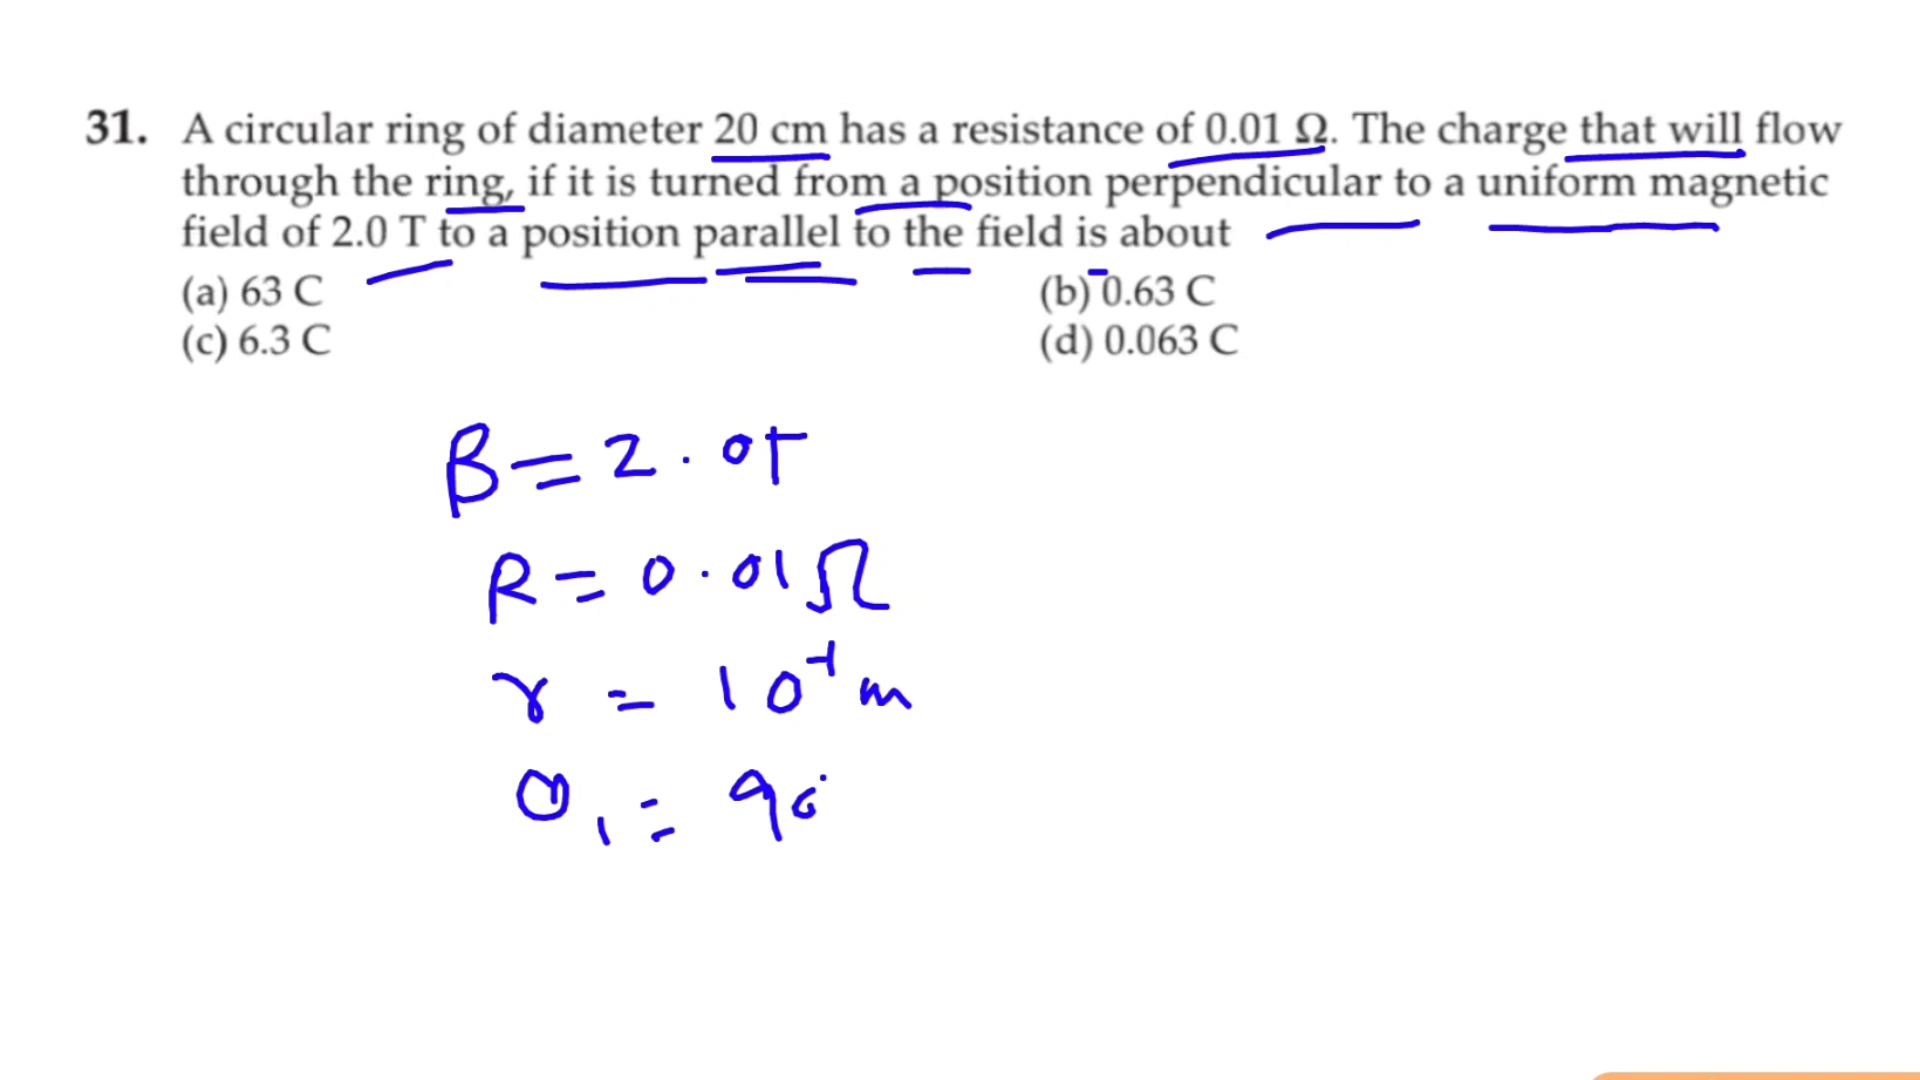 31. A circular ring of diameter 20 cm has a resistance of 0.01 Ω. The charge that will flow
through the ring, if it is turned from a position perpendicular to a uniform magnetic
field of 2.0 T to a position parallel to the field is about
(a) 63 C (b) 0.63 C
(c) 6.3 C (d) 0.063 C
B = 2.0T
R = 0.01Ω
r = 10⁻¹ m
θ₁ = 90°